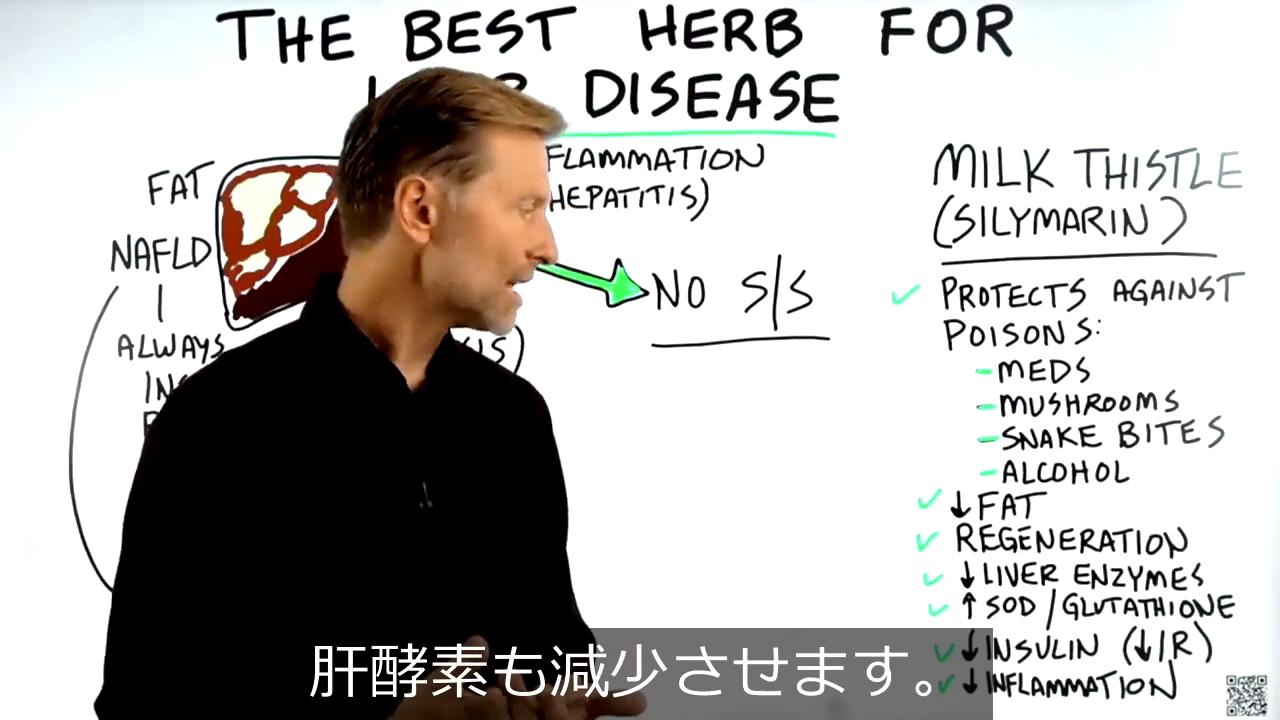 THE BEST HERB FOR
DISEASE
FAT
NAFLD
ALWAYS
FLAMMATION
HEPATITIS)
NO S/S
MILK THISTLE
(SILYMARIN)
✓ PROTECTS AGAINST
POISONS:
- MEDS
- MUSHROOMS
- SNAKE BITES
- ALCOHOL
✓ ↓ FAT
✓ REGENERATION
✓ ↓ LIVER ENZYMES
✓ ↑ SOD / GLUTATHIONE
✓ ↓ INSULIN (↓IR)
✓ ↓ INFLAMMATION
肝酵素も減少させます。